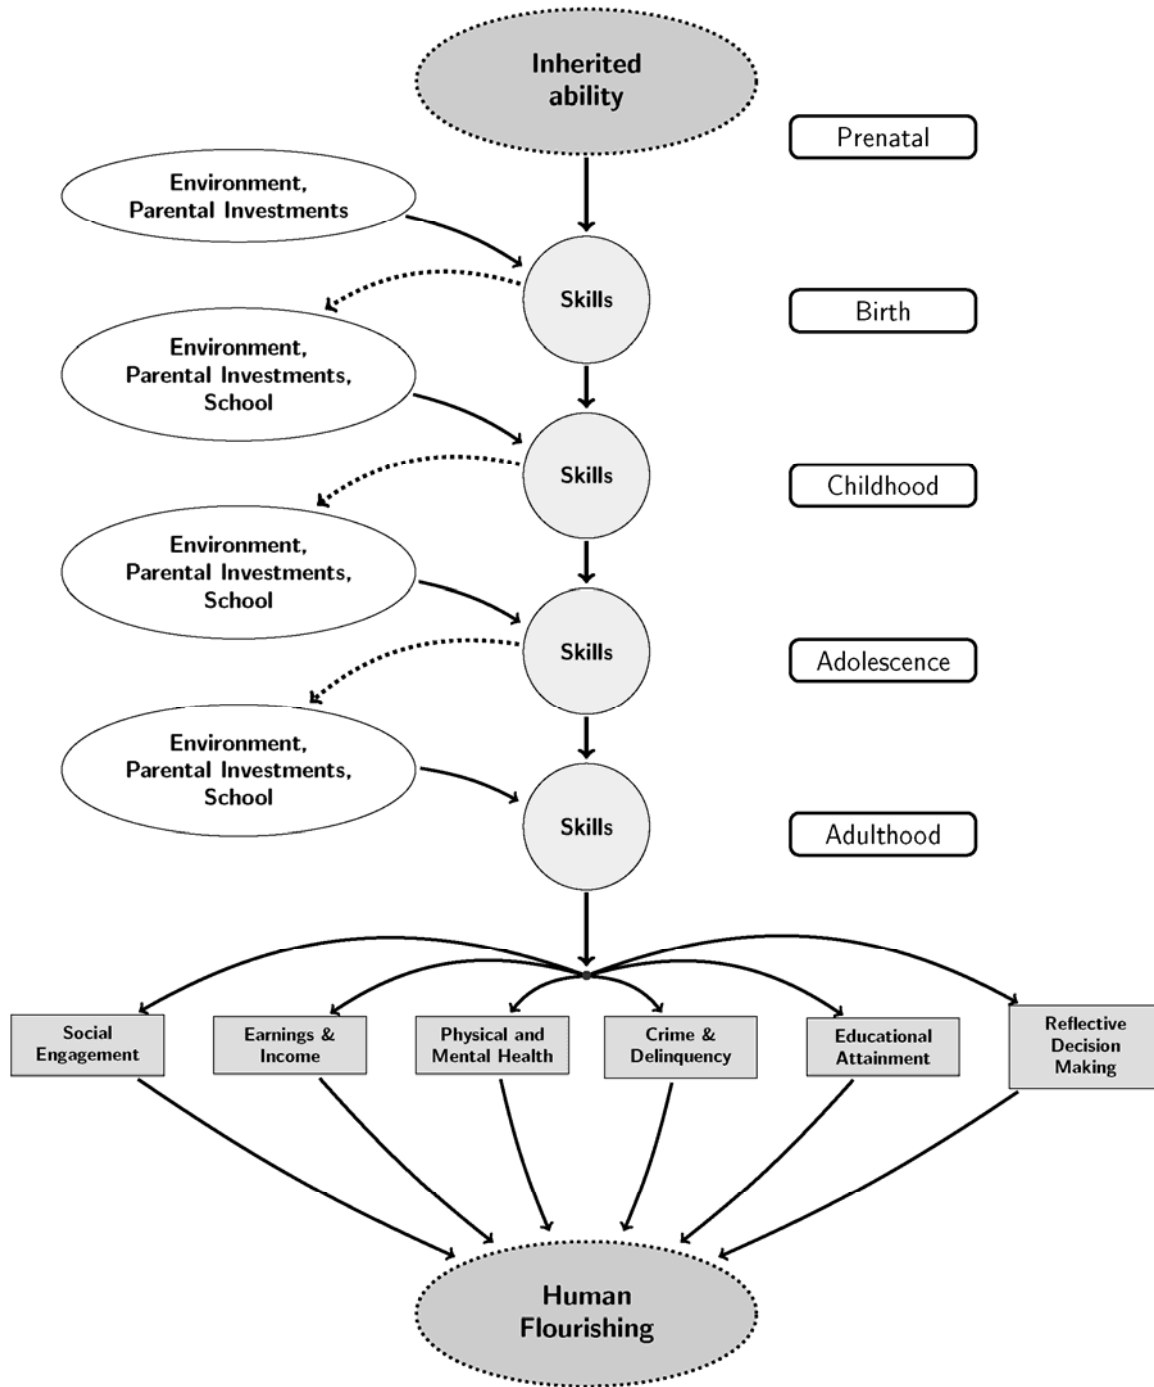 Inherited
ability
Prenatal
Environment,
Parental Investments
Skills
Birth
Environment,
Parental Investments,
School
Skills
Childhood
Environment,
Parental Investments,
School
Skills
Adolescence
Environment,
Parental Investments,
School
Skills
Adulthood
Social
Engagement
Earnings &
Income
Physical and
Mental Health
Crime &
Delinquency
Educational
Attainment
Reflective
Decision
Making
Human
Flourishing